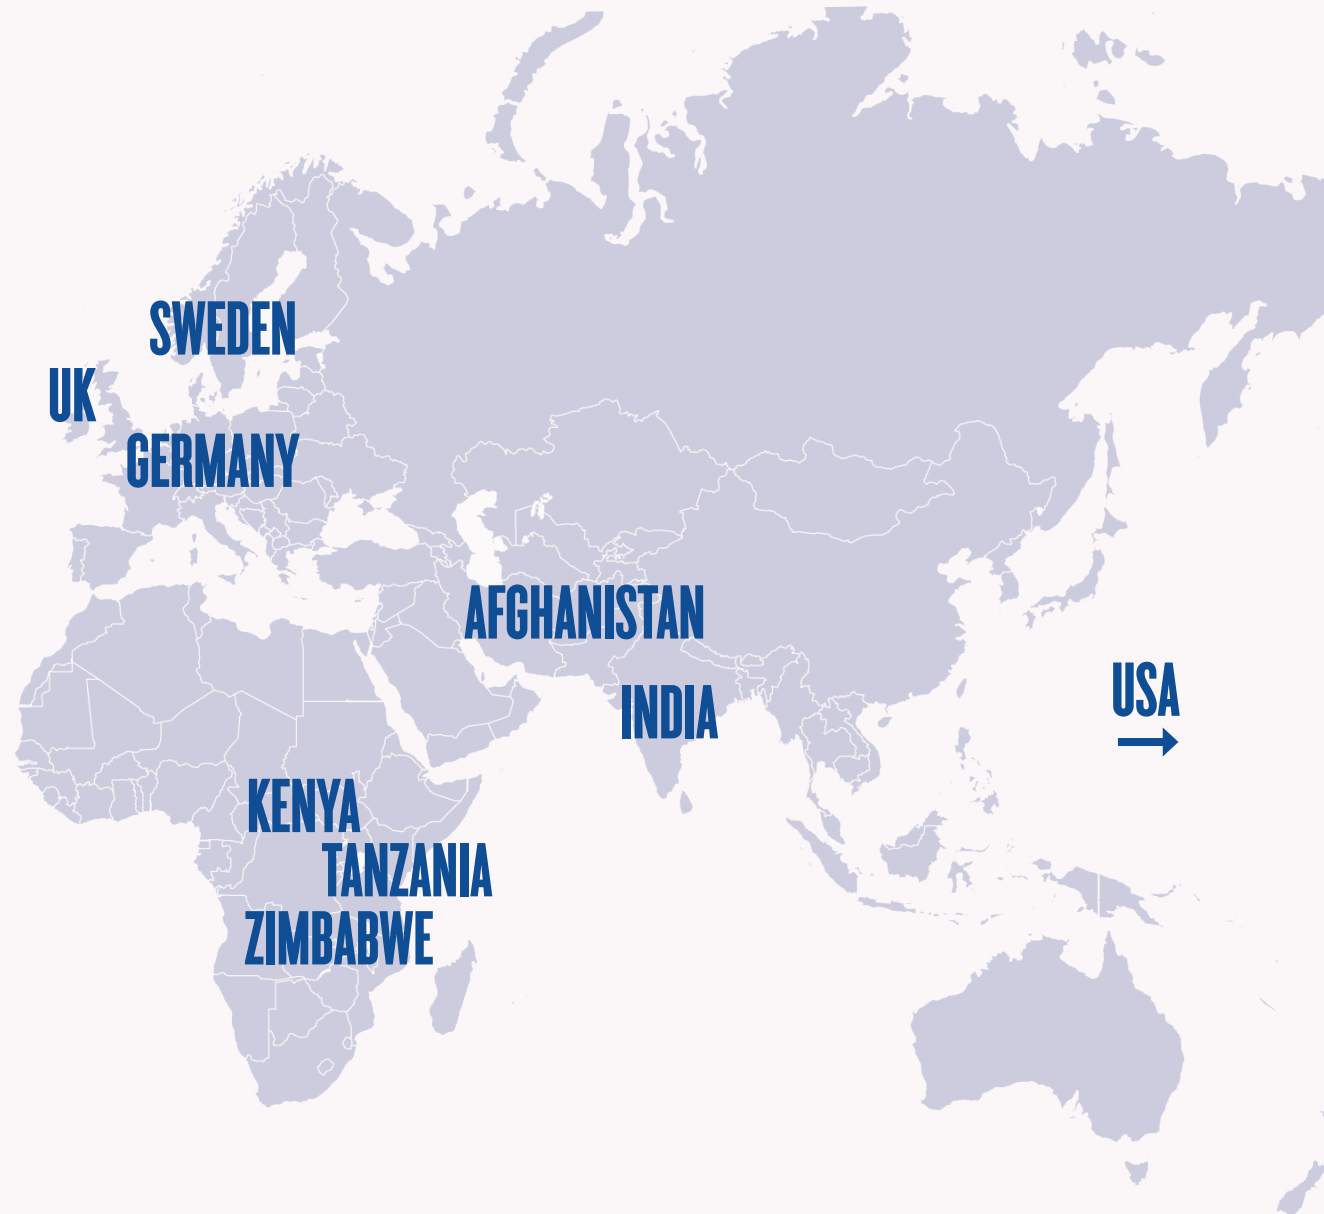 SWEDEN
UK
GERMANY
AFGHANISTAN
USA
INDIA
KENYA
TANZANIA
ZIMBABWE